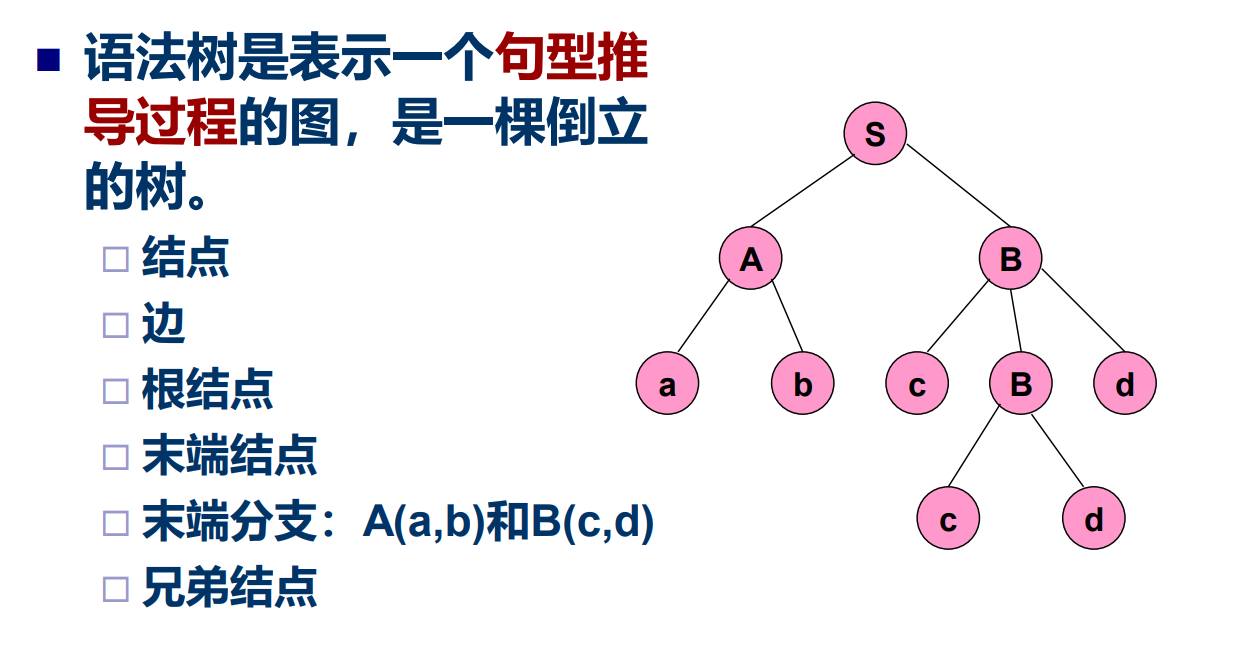 语法树是表示一个句型推
导过程的图，是一棵倒立
的树。
结点
边
根结点
末端结点
末端分支：A(a,b)和B(c,d)
兄弟结点
S
A B
a b c B d
c d